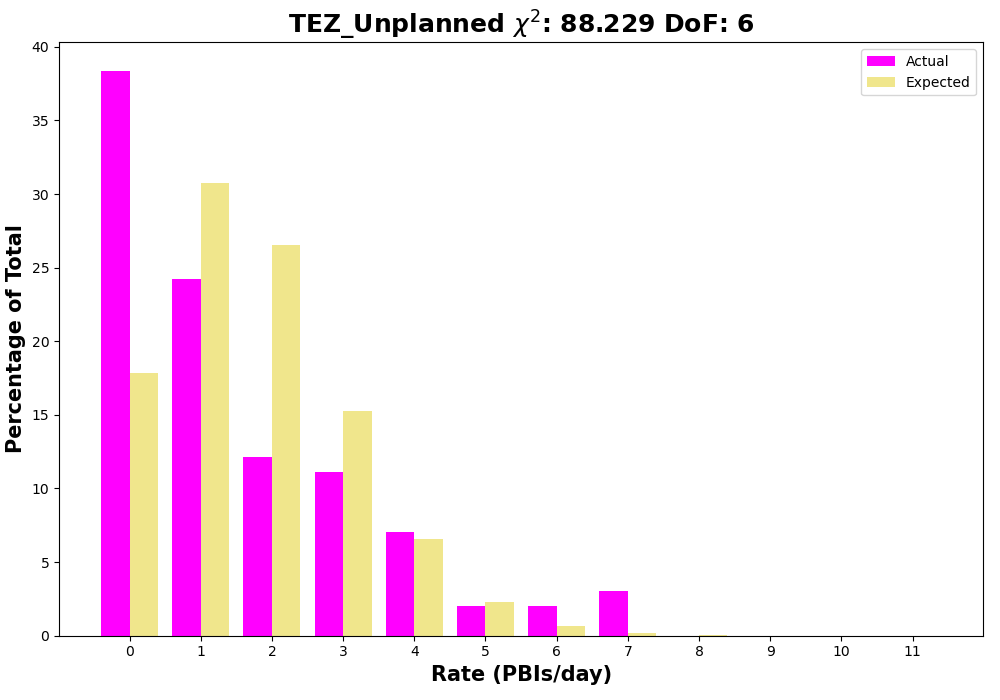 TEZ_Unplanned χ²: 88.229 DoF: 6
Actual
Expected
Percentage of Total
40
35
30
25
20
15
10
5
0
0 1 2 3 4 5 6 7 8 9 10 11
Rate (PBIs/day)